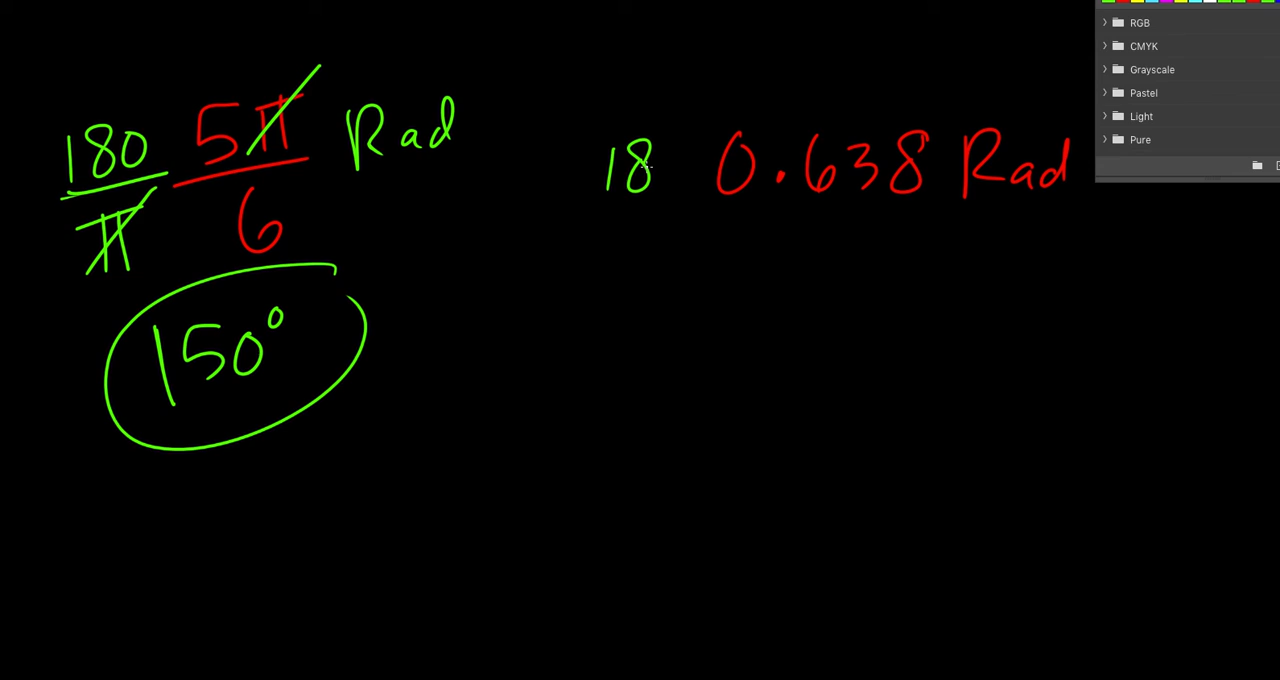 180/π 5π/6 Rad
150°
18 0.638 Rad
RGB
CMYK
Grayscale
Pastel
Light
Pure